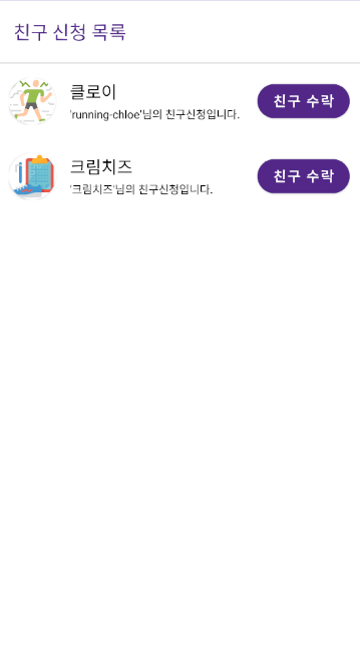 친구 신청 목록
클로이
'running-chloe'님의 친구신청입니다.
친구 수락
크림치즈
'크림치즈'님의 친구신청입니다.
친구 수락